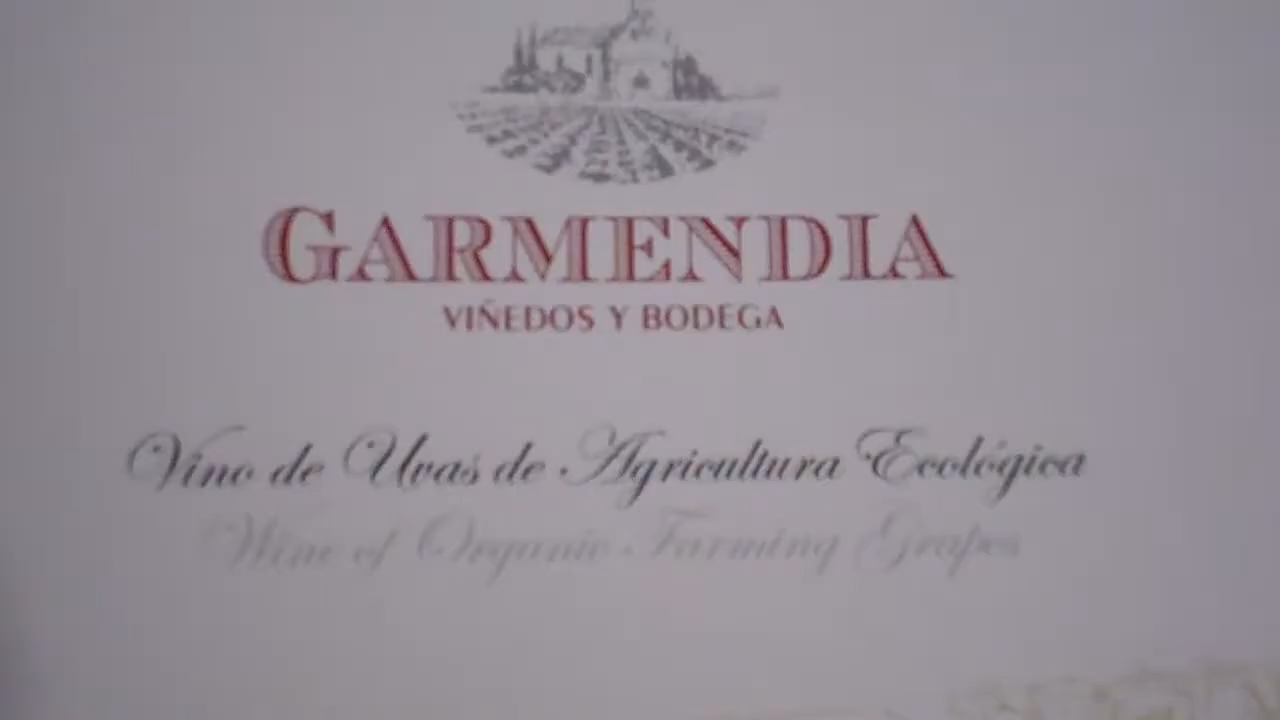 GARMENDIA
VIÑEDOS Y BODEGA
Vino de Uvas de Agricultura Ecológica
Wine of Organic Farming Grapes